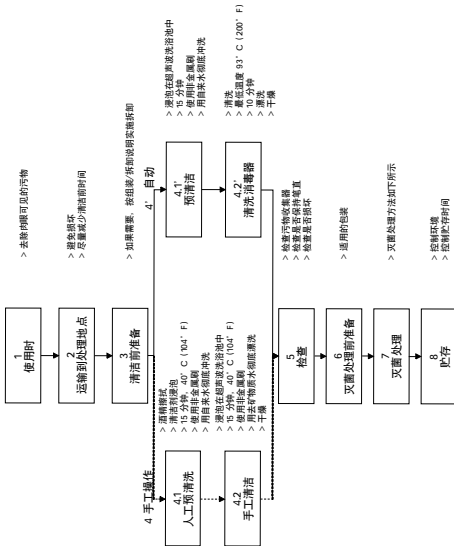 1
使用时
> 去除肉眼可见的污物
2
运输到处理地点
> 避免损坏
> 尽量减少清洁前时间
3
清洁前准备
> 如果需要，按组装/拆卸说明实施拆卸
4 手工操作
4.1
人工预清洗
> 酒精擦拭
> 清洁剂浸泡
> 15 分钟，40° C (104° F)
> 使用非金属刷
> 用自来水彻底冲洗
4.2
手工清洁
> 浸泡在超声波洗浴池中
> 15 分钟，40° C (104° F)
> 使用非金属刷
> 用去矿物质水彻底漂洗
> 干燥
4' 自动
4.1'
预清洁
> 浸泡在超声波洗浴池中
> 15 分钟
> 使用非金属刷
> 用自来水彻底冲洗
4.2'
清洗消毒器
> 清洗
> 最低温度 93° C (200° F)
> 10 分钟
> 漂洗
> 干燥
5
检查
> 检查污物收集器
> 检查是否保持笔直
> 检查是否损坏
6
灭菌处理前准备
> 适用的包装
7
灭菌处理
> 灭菌处理方法如下所示
8
贮存
> 控制环境
> 控制贮存时间